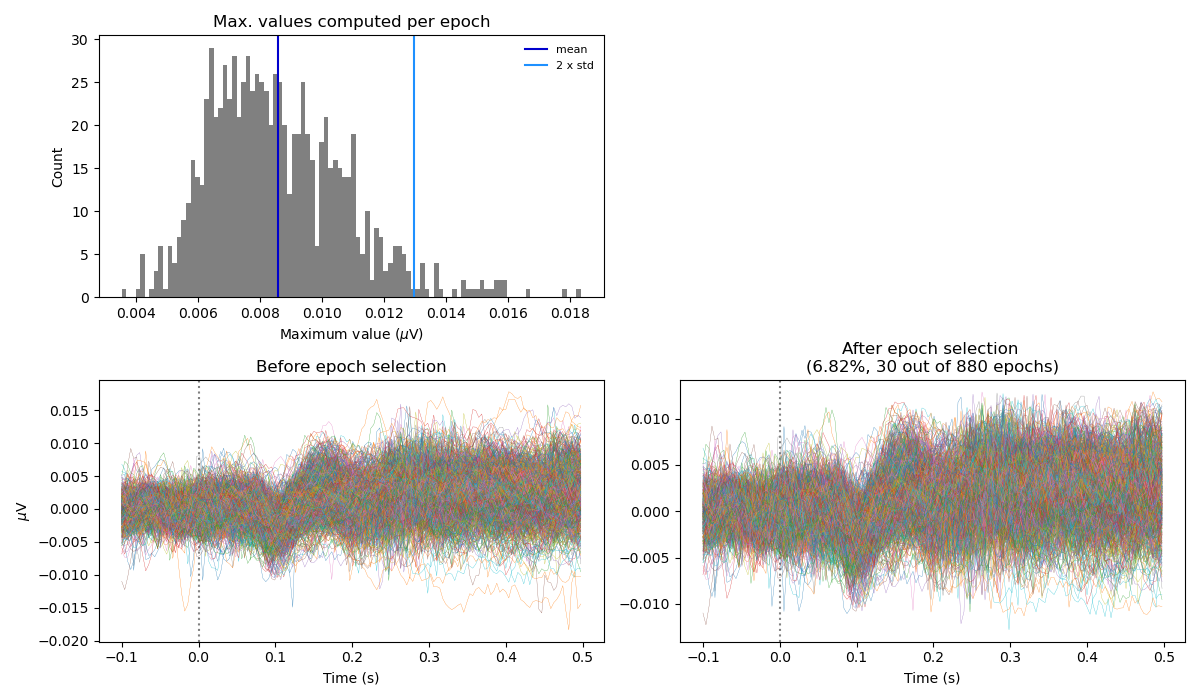 Max. values computed per epoch
30
25
20
15
10
5
0
Count
mean
2 x std
0.004 0.006 0.008 0.010 0.012 0.014 0.016 0.018
Maximum value (μV)
Before epoch selection
0.015
0.010
0.005
0.000
−0.005
−0.010
−0.015
−0.020
μV
−0.1 0.0 0.1 0.2 0.3 0.4 0.5
Time (s)
After epoch selection
(6.82%, 30 out of 880 epochs)
0.010
0.005
0.000
−0.005
−0.010
−0.1 0.0 0.1 0.2 0.3 0.4 0.5
Time (s)